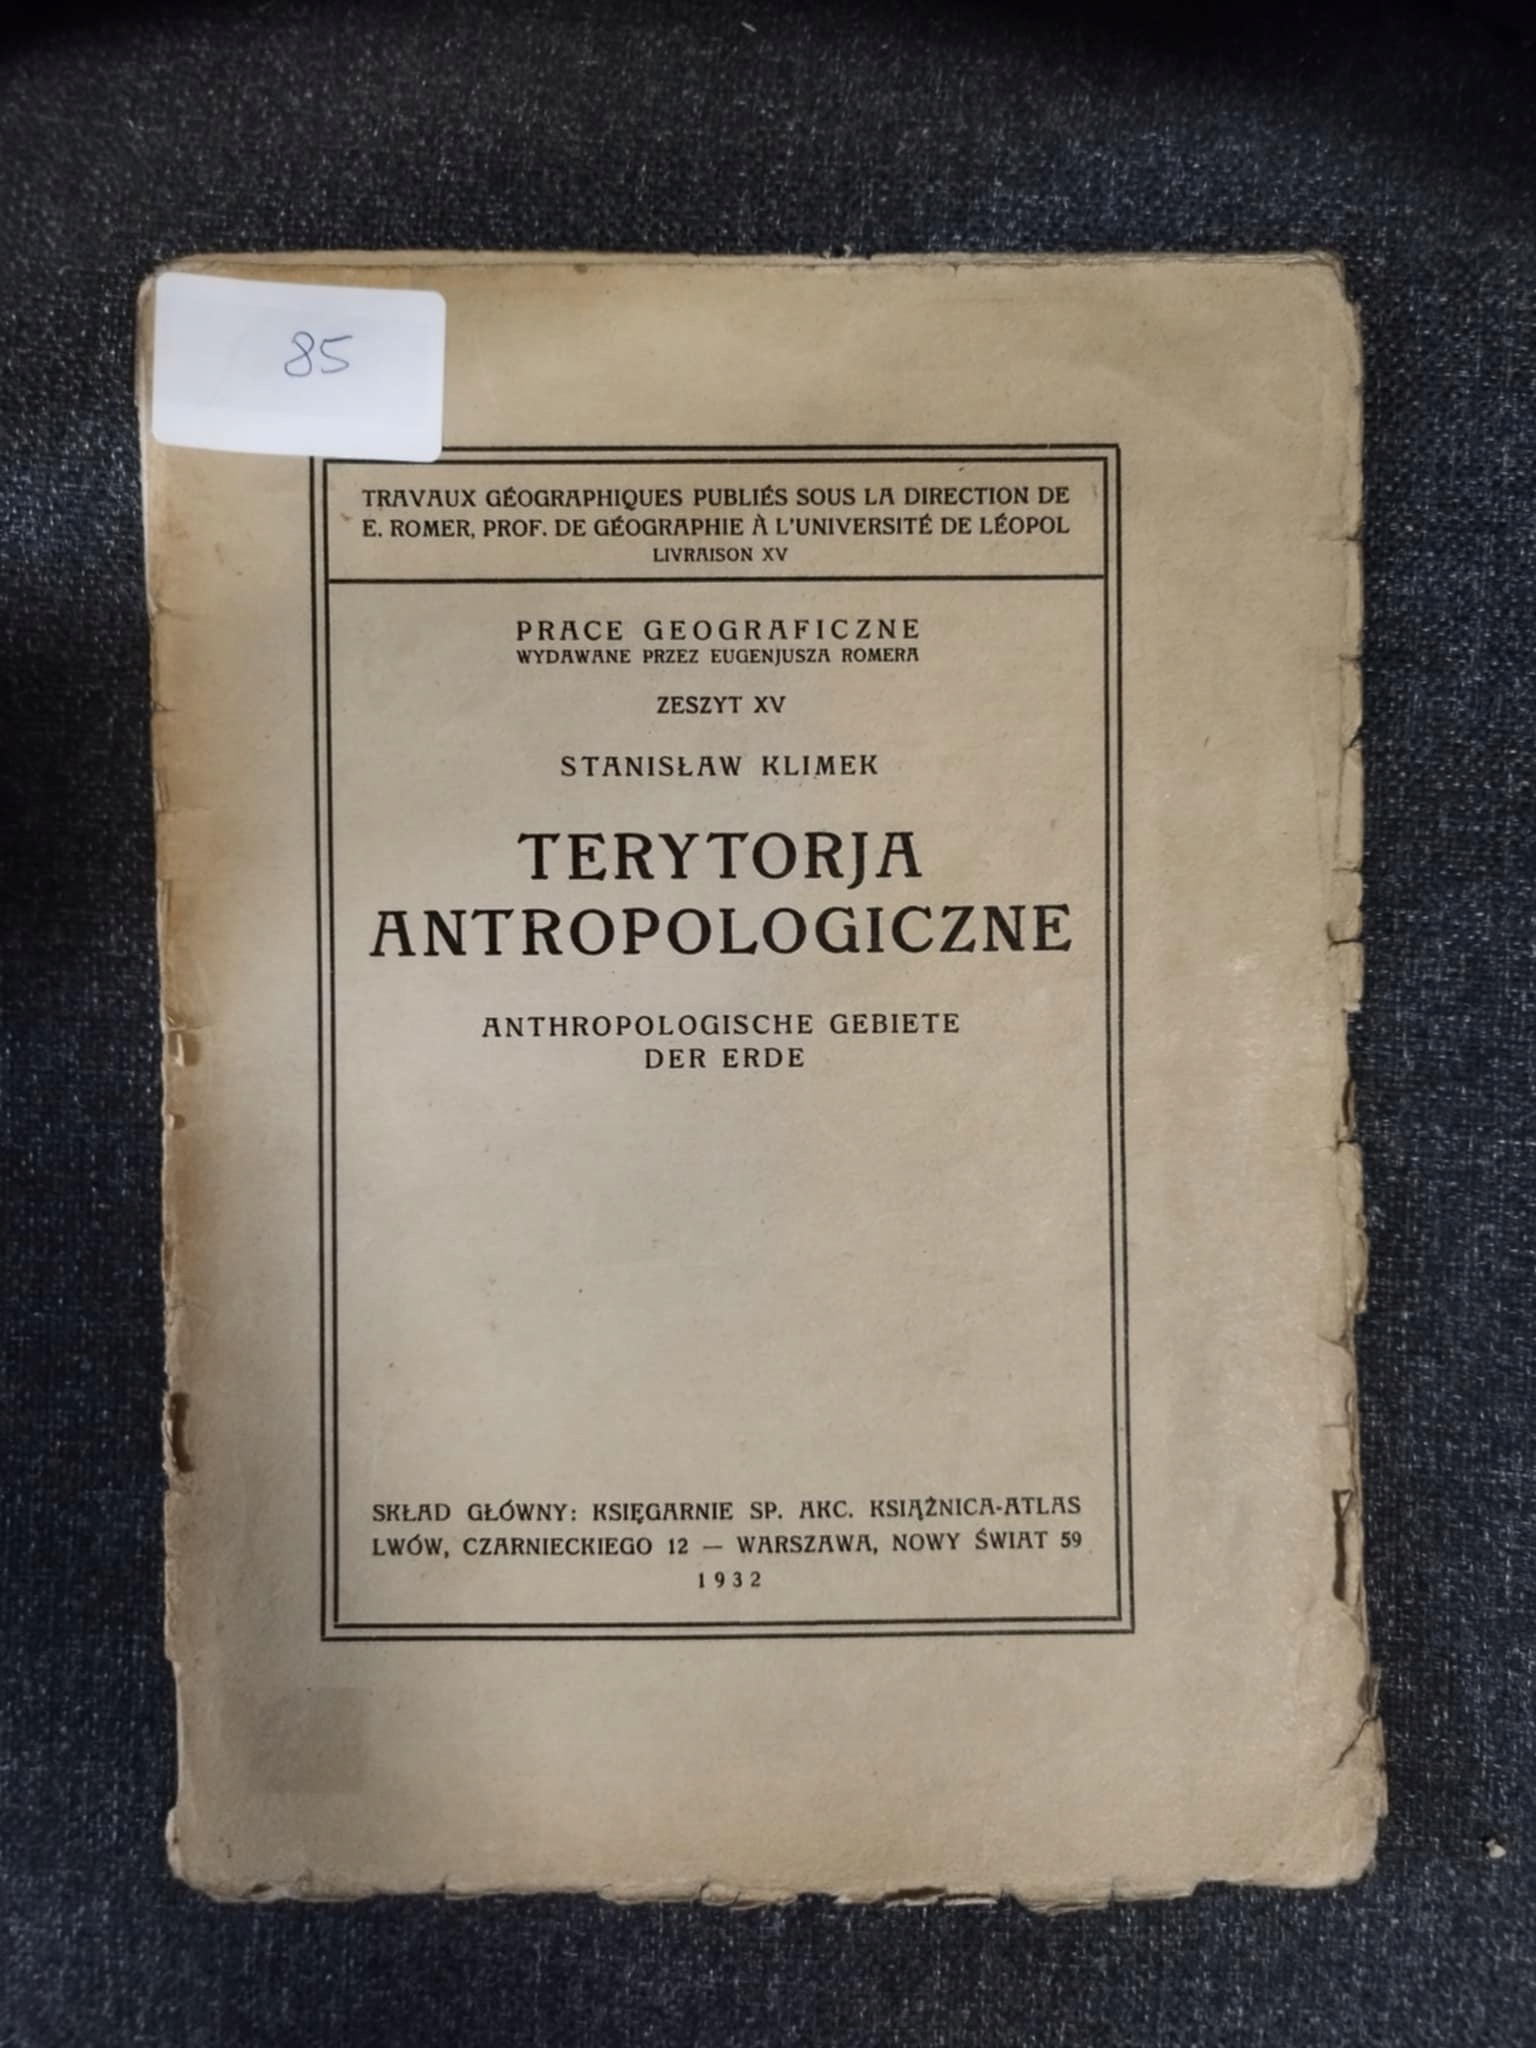 85
TRAVAUX GÉOGRAPHIQUES PUBLIÉS SOUS LA DIRECTION DE
E. ROMER, PROF. DE GÉOGRAPHIE À L'UNIVERSITÉ DE LÉOPOL
LIVRAISON XV
PRACE GEOGRAFICZNE
WYDAWANE PRZEZ EUGENJUSZA ROMERA
ZESZYT XV
STANISŁAW KLIMEK
TERYTORJA
ANTROPOLOGICZNE
ANTHROPOLOGISCHE GEBIETE
DER ERDE
SKŁAD GŁÓWNY: KSIĘGARNIE SP. AKC. KSIĄŻNICA-ATLAS
LWÓW, CZARNIECKIEGO 12 — WARSZAWA, NOWY ŚWIAT 59
1932